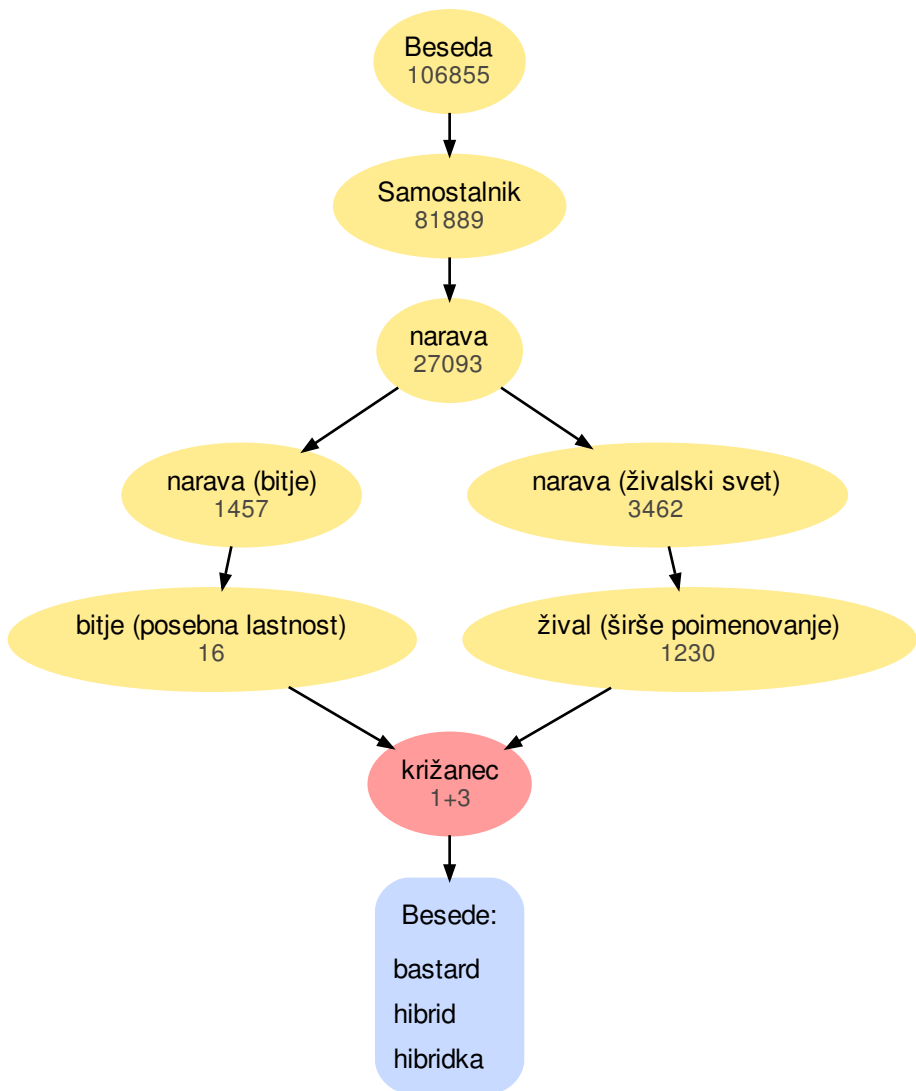 Beseda
106855
Samostalnik
81889
narava
27093
narava (bitje)
1457
narava (živalski svet)
3462
bitje (posebna lastnost)
16
žival (širše poimenovanje)
1230
križanec
1+3
Besede:
bastard
hibrid
hibridka